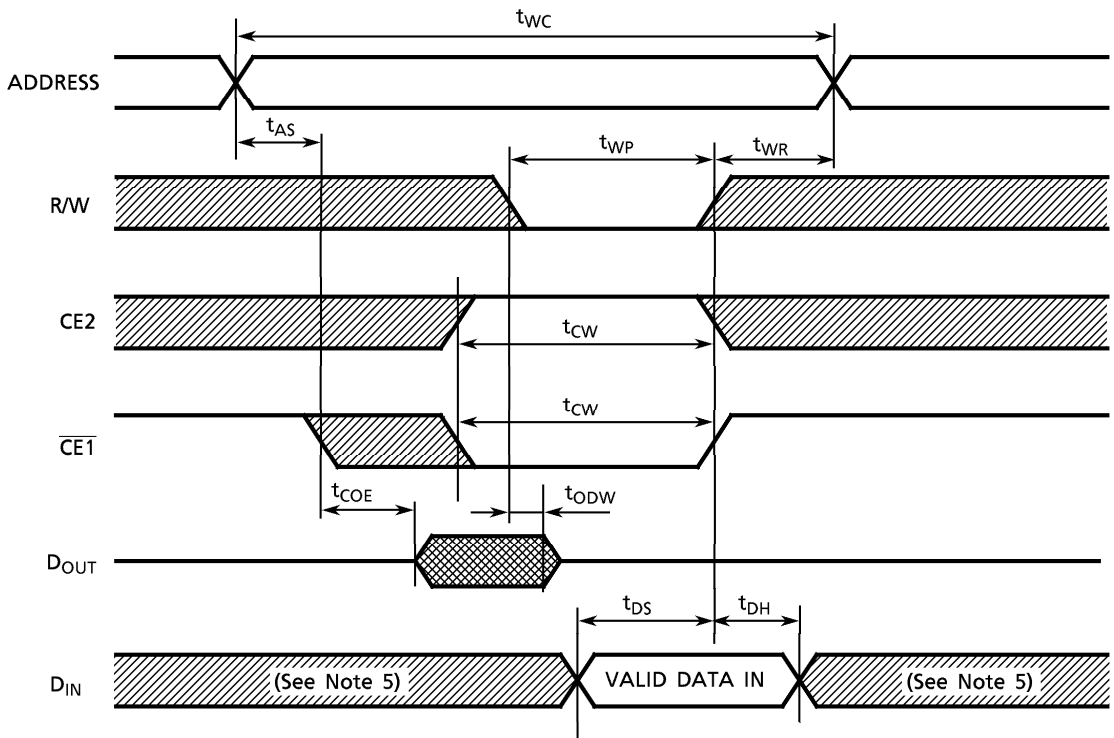 tWC
ADDRESS
tAS
tWP
tWR
R/W
CE2
tCW
tCW
CE1
tCOE
tODW
DOUT
tDS
tDH
DIN
(See Note 5)
VALID DATA IN
(See Note 5)